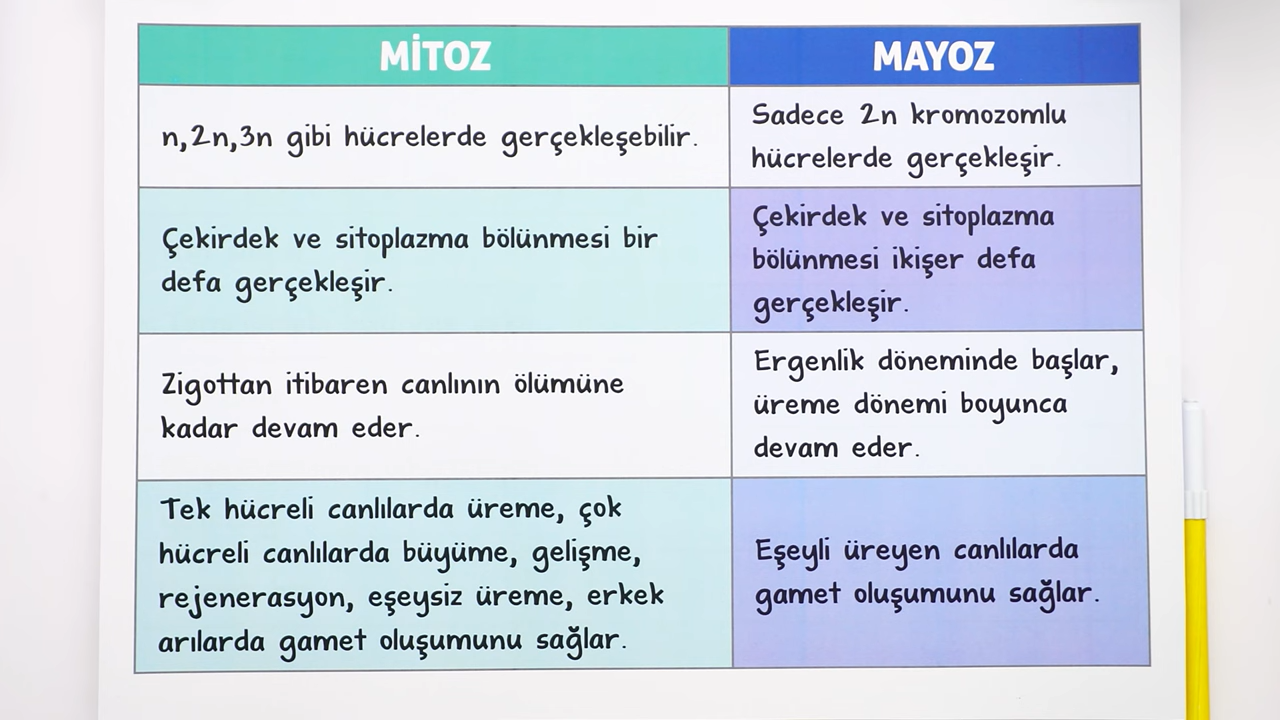 MİTOZ
MAYOZ
n,2n,3n gibi hücrelerde gerçekleşebilir.
Sadece 2n kromozomlu
hücrelerde gerçekleşir.
Çekirdek ve sitoplazma bölünmesi bir
defa gerçekleşir.
Çekirdek ve sitoplazma
bölünmesi ikişer defa
gerçekleşir.
Zigottan itibaren canlının ölümüne
kadar devam eder.
Ergenlik döneminde başlar,
üreme dönemi boyunca
devam eder.
Tek hücreli canlılarda üreme, çok
hücreli canlılarda büyüme, gelişme,
rejenerasyon, eşeysiz üreme, erkek
arılarda gamet oluşumunu sağlar.
Eşeyli üreyen canlılarda
gamet oluşumunu sağlar.